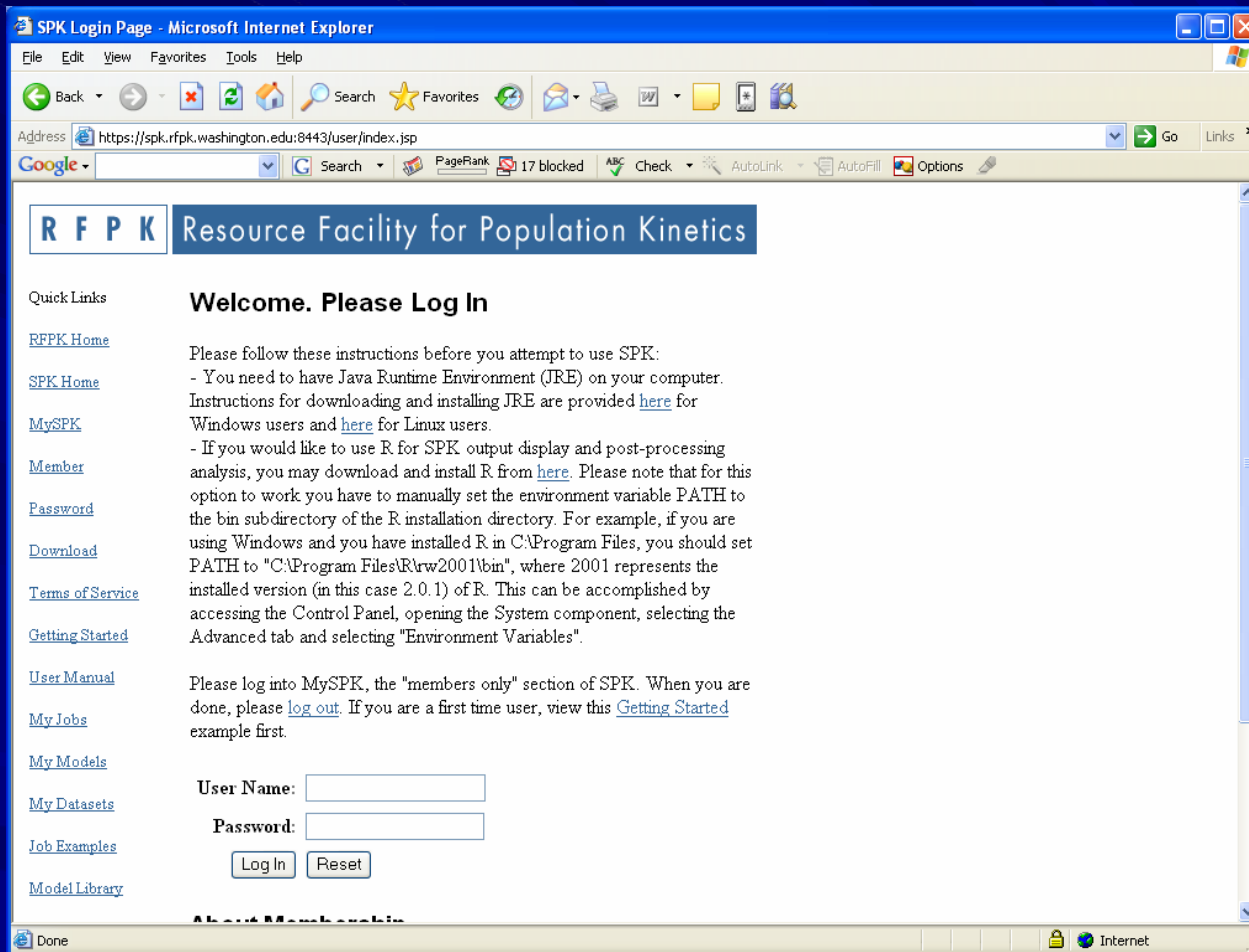 SPK Login Page - Microsoft Internet Explorer
File Edit View Favorites Tools Help
Back Search Favorites
Address https://spk.rfpk.washington.edu:8443/user/index.jsp Go Links
Google Search PageRank 17 blocked ABC Check AutoLink AutoFill Options
R F P K Resource Facility for Population Kinetics
Quick Links
RFPK Home
SPK Home
MySPK
Member
Password
Download
Terms of Service
Getting Started
User Manual
My Jobs
My Models
My Datasets
Job Examples
Model Library
Welcome. Please Log In
Please follow these instructions before you attempt to use SPK:
- You need to have Java Runtime Environment (JRE) on your computer.
Instructions for downloading and installing JRE are provided here for
Windows users and here for Linux users.
- If you would like to use R for SPK output display and post-processing
analysis, you may download and install R from here. Please note that for this
option to work you have to manually set the environment variable PATH to
the bin subdirectory of the R installation directory. For example, if you are
using Windows and you have installed R in C:\Program Files, you should set
PATH to "C:\Program Files\R\rw2001\bin", where 2001 represents the
installed version (in this case 2.0.1) of R. This can be accomplished by
accessing the Control Panel, opening the System component, selecting the
Advanced tab and selecting "Environment Variables".
Please log into MySPK, the "members only" section of SPK. When you are
done, please log out. If you are a first time user, view this Getting Started
example first.
User Name:
Password:
Log In Reset
About Membership
Done Internet